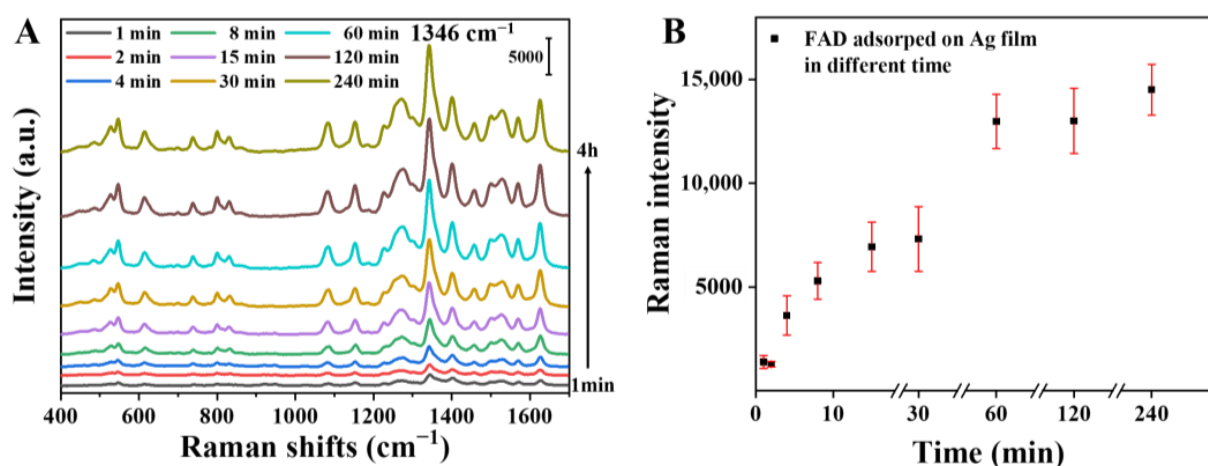 A
1 min 8 min 60 min 1346 cm⁻¹
2 min 15 min 120 min 5000
4 min 30 min 240 min
4h
1min
Intensity (a.u.)
400 600 800 1000 1200 1400 1600
Raman shifts (cm⁻¹)
B
FAD adsorped on Ag film
in different time
Raman intensity
15,000
10,000
5000
0 10 30 60 120 240
Time (min)